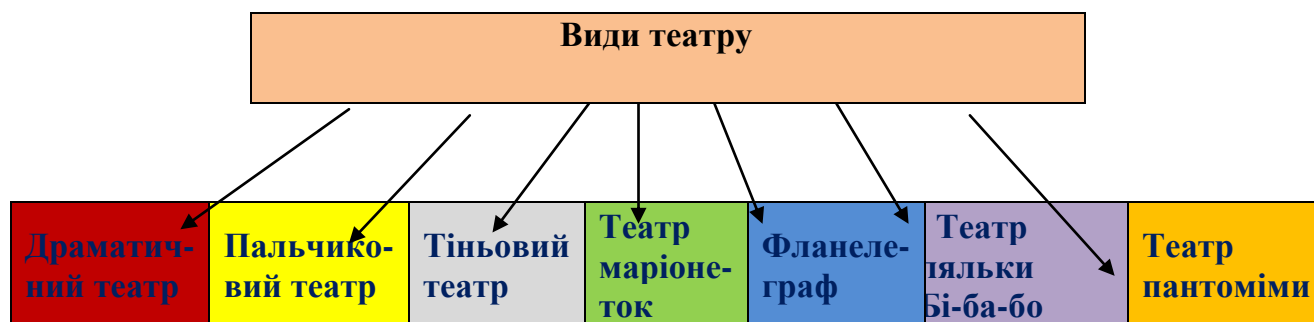 Види театру
Драматич-
ний театр
Пальчико-
вий театр
Тіньовий
театр
Театр
маріоне-
ток
Фланеле-
граф
Театр
ляльки
Бі-ба-бо
Театр
пантоміми